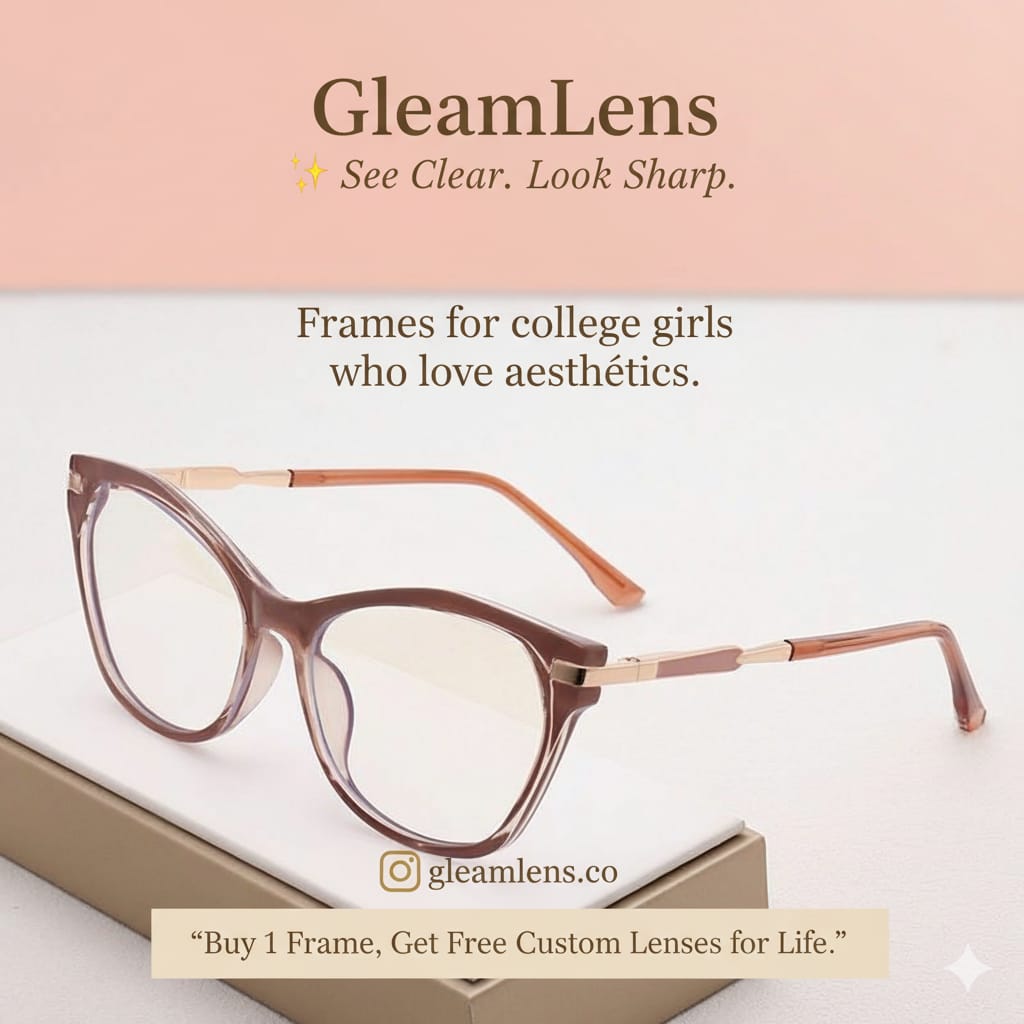 GleamLens
✨ See Clear. Look Sharp.
Frames for college girls
who love aesthétics.
gleamlens.co
“Buy 1 Frame, Get Free Custom Lenses for Life.”